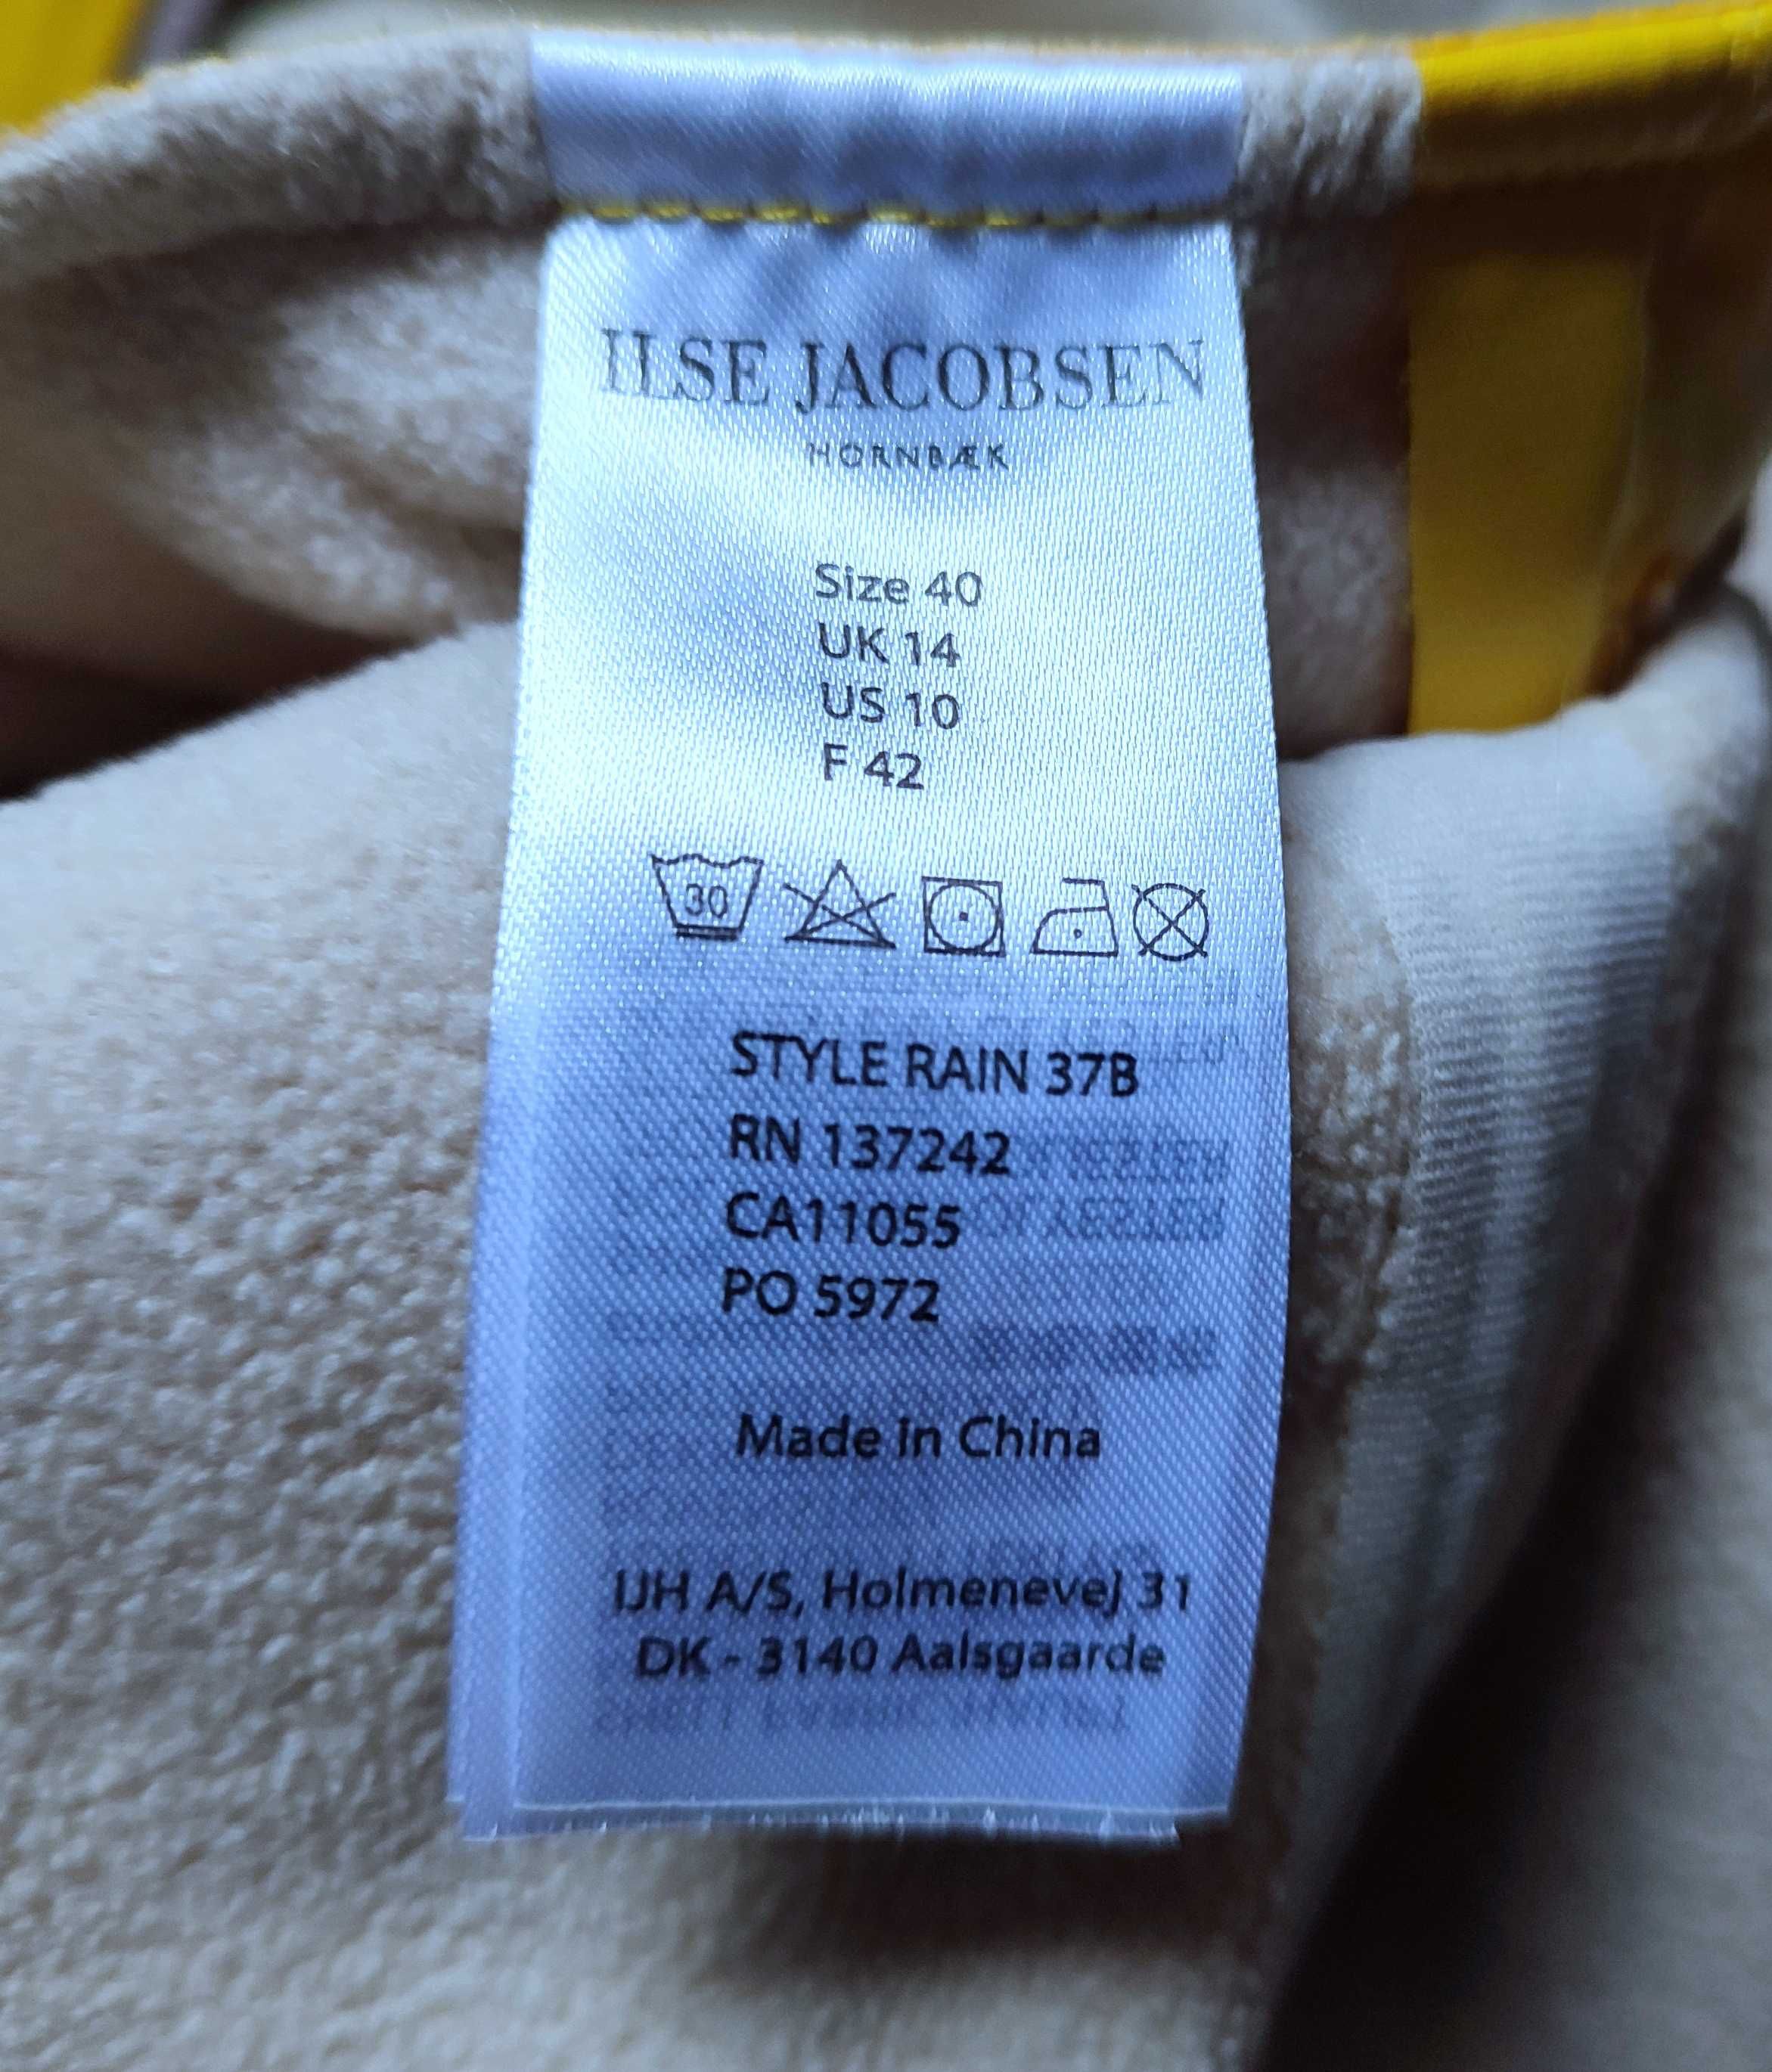 ILSE JACOBSEN
HORNBÆK
Size 40
UK 14
US 10
F 42
30
STYLE RAIN 37B
RN 137242
CA11055
PO 5972
Made in China
IJH A/S, Holmenevej 31
DK - 3140 Aalsgaarde